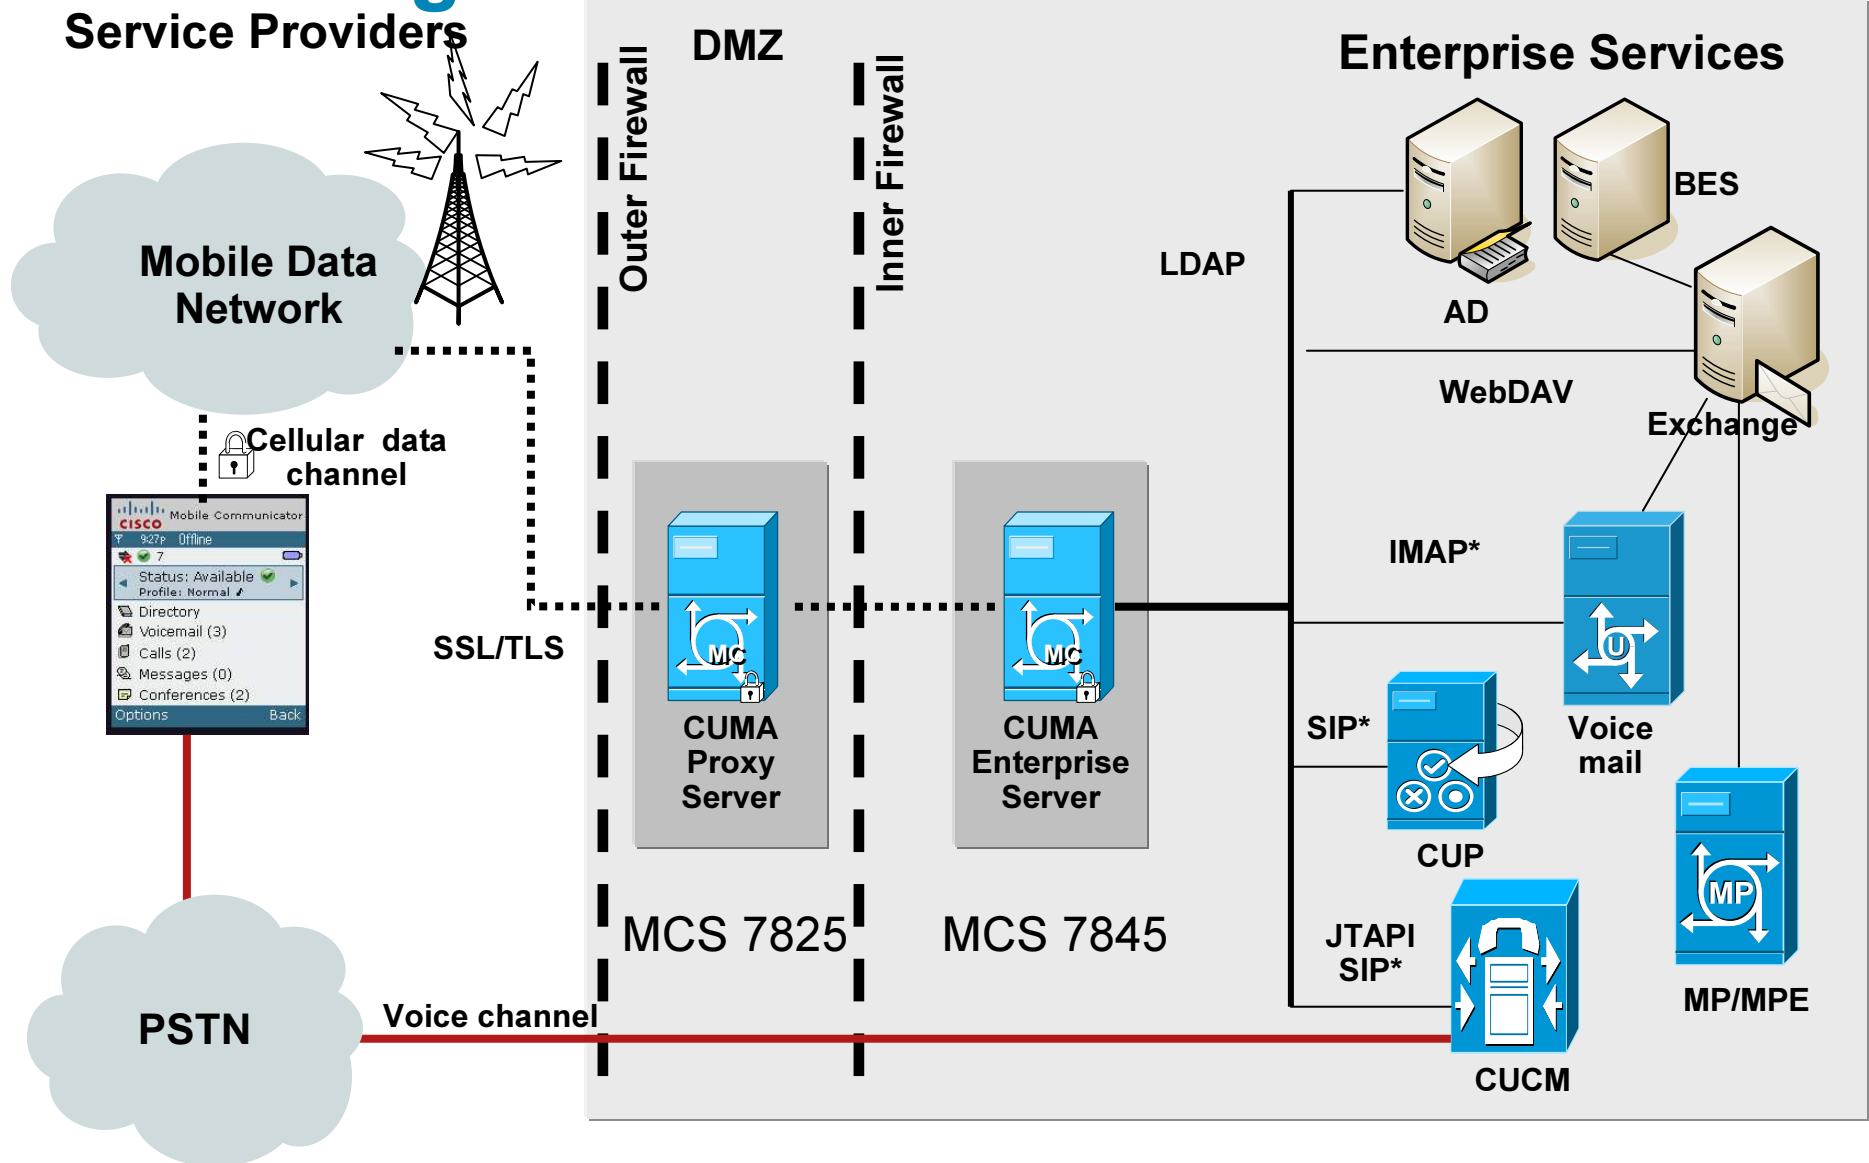 g
Service Providers
DMZ
Enterprise Services
Outer Firewall
Inner Firewall
Mobile Data
Network
BES
LDAP
AD
WebDAV
Exchange
Cellular data
channel
CISCO Mobile Communicator
9:27P Offline
7
Status: Available
Profile: Normal
Directory
Voicemail (3)
Calls (2)
Messages (0)
Conferences (2)
Options Back
SSL/TLS
MC
MC
IMAP*
U
CUMA
Proxy
Server
CUMA
Enterprise
Server
SIP*
Voice
mail
CUP
MP
MCS 7825
MCS 7845
JTAPI
SIP*
MP/MPE
Voice channel
PSTN
CUCM